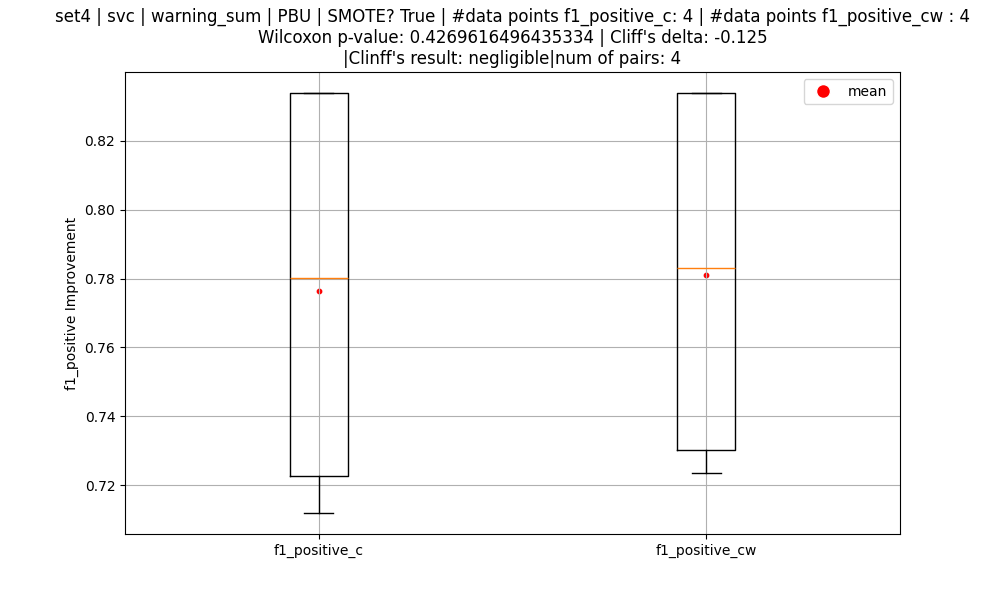 set4 | svc | warning_sum | PBU | SMOTE? True | #data points f1_positive_c: 4 | #data points f1_positive_cw : 4
Wilcoxon p-value: 0.4269616496435334 | Cliff's delta: -0.125
|Clinff's result: negligible|num of pairs: 4
mean
0.82
0.80
0.78
0.76
0.74
0.72
f1_positive Improvement
f1_positive_c
f1_positive_cw